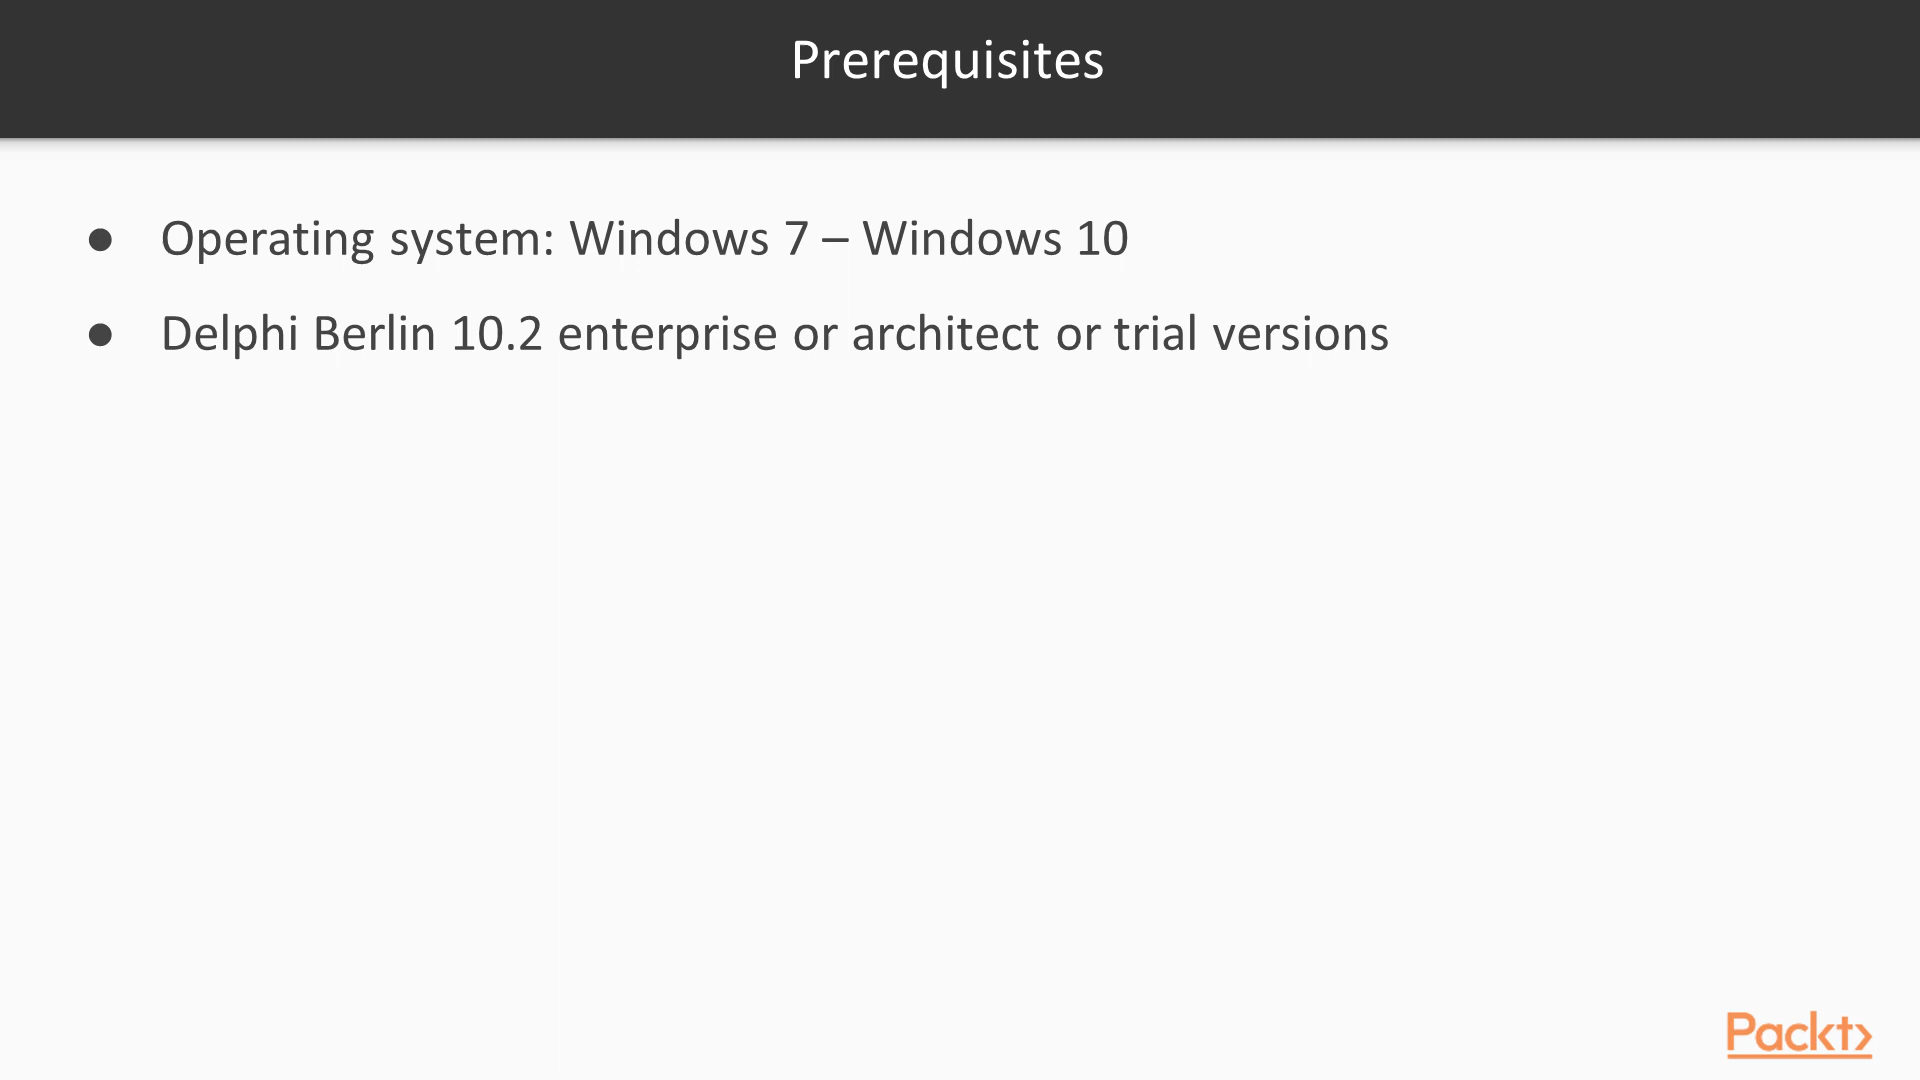 Prerequisites
● Operating system: Windows 7 – Windows 10
● Delphi Berlin 10.2 enterprise or architect or trial versions
Packt>